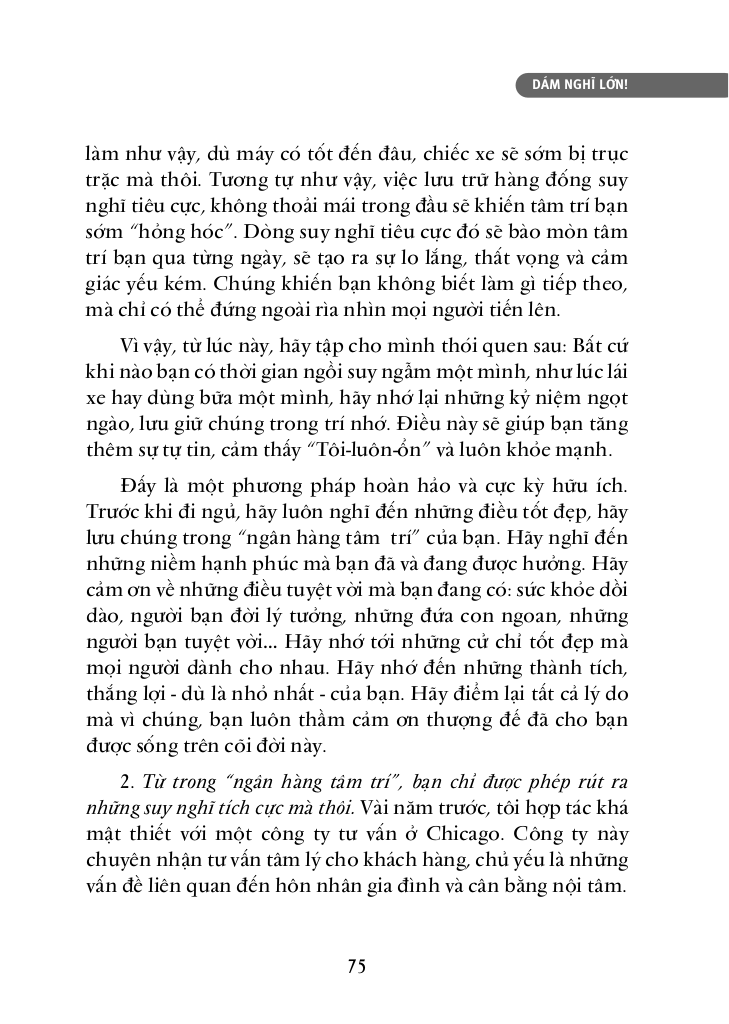 DÁM NGHĨ LỚN!
làm như vậy, dù máy có tốt đến đâu, chiếc xe sẽ sớm bị trục
trặc mà thôi. Tương tự như vậy, việc lưu trữ hàng đống suy
nghĩ tiêu cực, không thoải mái trong đầu sẽ khiến tâm trí bạn
sớm “hỏng hóc”. Dòng suy nghĩ tiêu cực đó sẽ bào mòn tâm
trí bạn qua từng ngày, sẽ tạo ra sự lo lắng, thất vọng và cảm
giác yếu kém. Chúng khiến bạn không biết làm gì tiếp theo,
mà chỉ có thể đứng ngoài rìa nhìn mọi người tiến lên.
Vì vậy, từ lúc này, hãy tập cho mình thói quen sau: Bất cứ
khi nào bạn có thời gian ngồi suy ngẫm một mình, như lúc lái
xe hay dùng bữa một mình, hãy nhớ lại những kỷ niệm ngọt
ngào, lưu giữ chúng trong trí nhớ. Điều này sẽ giúp bạn tăng
thêm sự tự tin, cảm thấy “Tôi-luôn-ổn” và luôn khỏe mạnh.
Đấy là một phương pháp hoàn hảo và cực kỳ hữu ích.
Trước khi đi ngủ, hãy luôn nghĩ đến những điều tốt đẹp, hãy
lưu chúng trong “ngân hàng tâm  trí” của bạn. Hãy nghĩ đến
những niềm hạnh phúc mà bạn đã và đang được hưởng. Hãy
cảm ơn về những điều tuyệt vời mà bạn đang có: sức khỏe dồi
dào, người bạn đời lý tưởng, những đứa con ngoan, những
người bạn tuyệt vời... Hãy nhớ tới những cử chỉ tốt đẹp mà
mọi người dành cho nhau. Hãy nhớ đến những thành tích,
thắng lợi - dù là nhỏ nhất - của bạn. Hãy điểm lại tất cả lý do
mà vì chúng, bạn luôn thầm cảm ơn thượng đế đã cho bạn
được sống trên cõi đời này.
2. Từ trong “ngân hàng tâm trí”, bạn chỉ được phép rút ra
những suy nghĩ tích cực mà thôi. Vài năm trước, tôi hợp tác khá
mật thiết với một công ty tư vấn ở Chicago. Công ty này
chuyên nhận tư vấn tâm lý cho khách hàng, chủ yếu là những
vấn đề liên quan đến hôn nhân gia đình và cân bằng nội tâm.
75